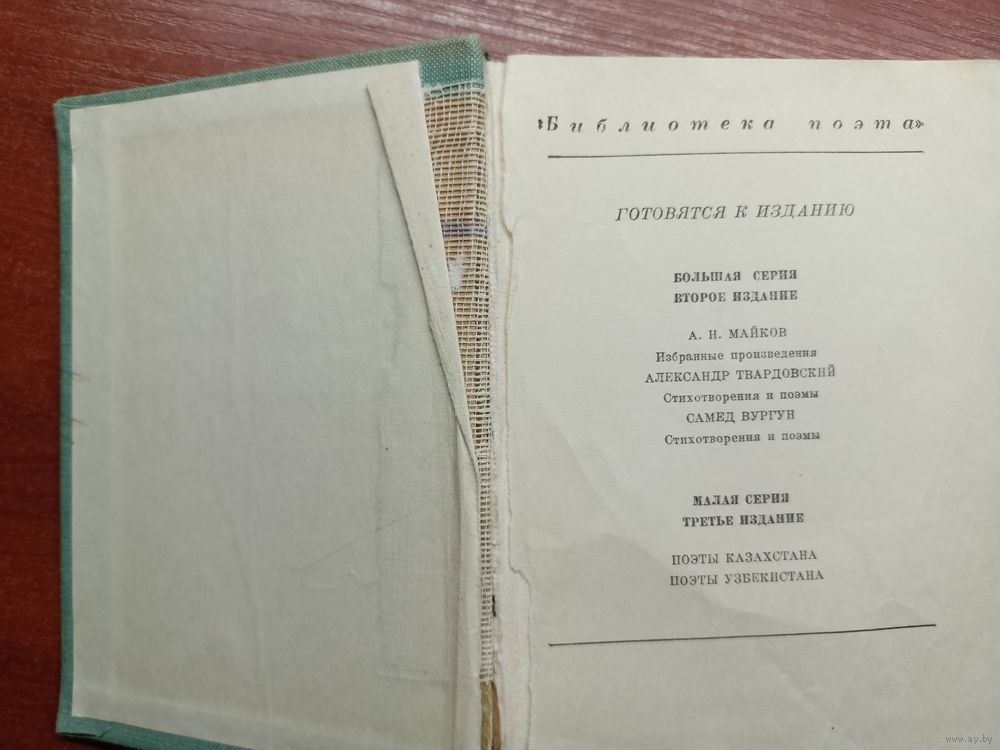 «Библиотека поэта»
ГОТОВЯТСЯ К ИЗДАНИЮ
БОЛЬШАЯ СЕРИЯ
ВТОРОЕ ИЗДАНИЕ
А. Н. МАЙКОВ
Избранные произведения
АЛЕКСАНДР ТВАРДОВСКИЙ
Стихотворения и поэмы
САМЕД ВУРГУН
Стихотворения и поэмы
МАЛАЯ СЕРИЯ
ТРЕТЬЕ ИЗДАНИЕ
ПОЭТЫ КАЗАХСТАНА
ПОЭТЫ УЗБЕКИСТАНА
www.ay.by